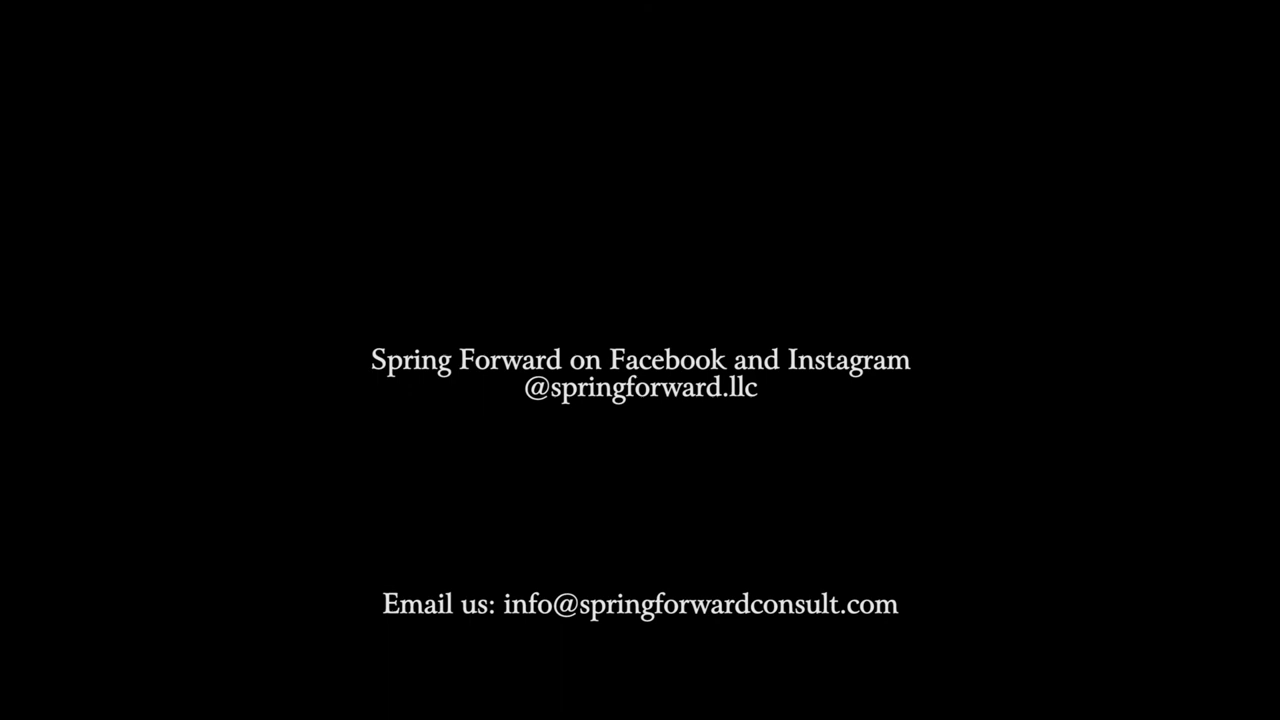 Spring Forward on Facebook and Instagram
@springforward.llc
Email us: info@springforwardconsult.com